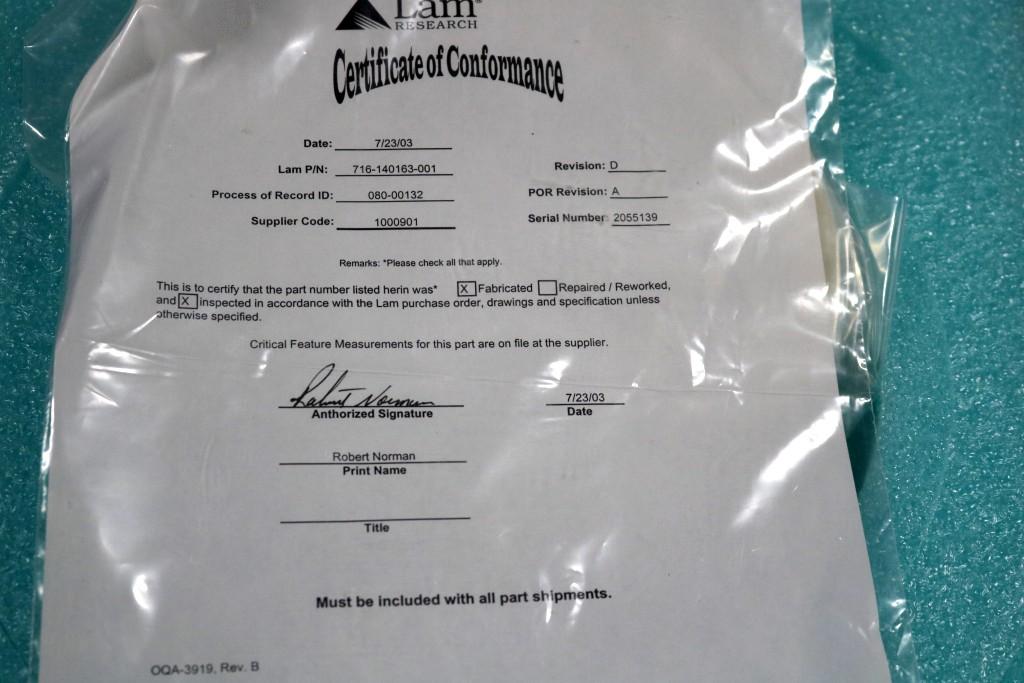 Lam
RESEARCH
Certificate of Conformance
Date: 7/23/03
Lam P/N: 716-140163-001 Revision: D
Process of Record ID: 080-00132 POR Revision: A
Supplier Code: 1000901 Serial Number 2055139
Remarks: *Please check all that apply.
This is to certify that the part number listed herin was* X Fabricated Repaired / Reworked,
and X inspected in accordance with the Lam purchase order, drawings and specification unless
otherwise specified.
Critical Feature Measurements for this part are on file at the supplier.
Robert Norman 7/23/03
Anthorized Signature Date
Robert Norman
Print Name
Title
Must be included with all part shipments.
OQA-3919, Rev. B